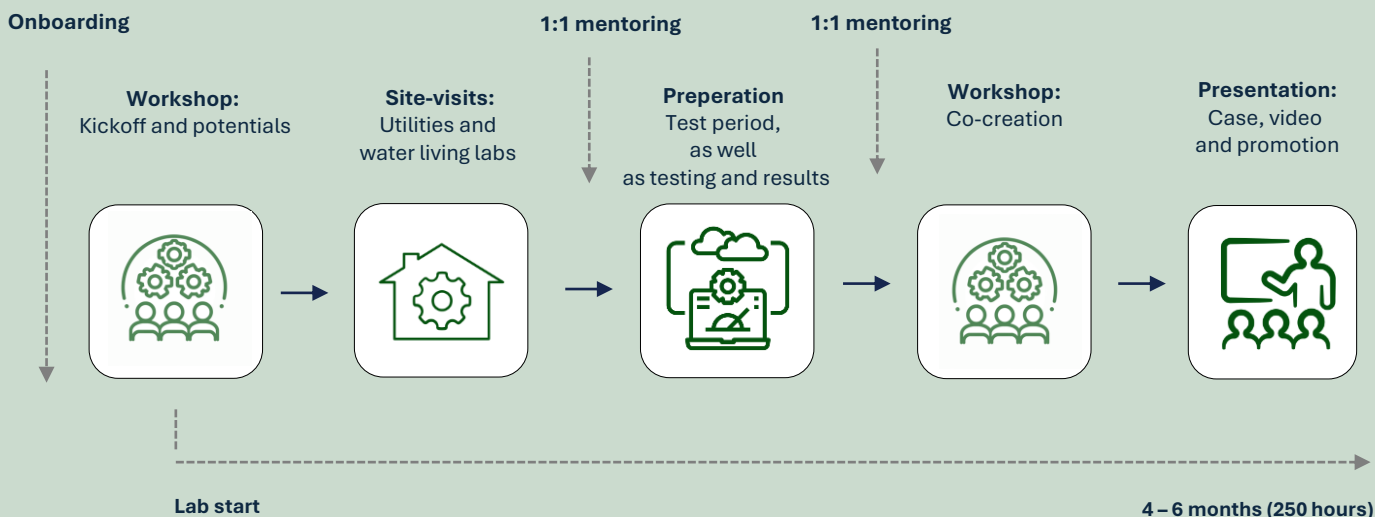 Onboarding
1:1 mentoring
1:1 mentoring
Workshop:
Kickoff and potentials
Site-visits:
Utilities and
water living labs
Preperation
Test period,
as well
as testing and results
Workshop:
Co-creation
Presentation:
Case, video
and promotion
Lab start
4 – 6 months (250 hours)